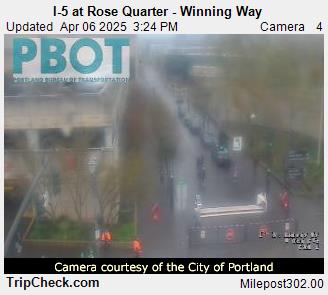 I-5 at Rose Quarter - Winning Way
Updated Apr 06 2025 3:24 PM Camera 4
PBOT
PORTLAND BUREAU OF TRANSPORTATION
Camera courtesy of the City of Portland
TripCheck.com Milepost302.00